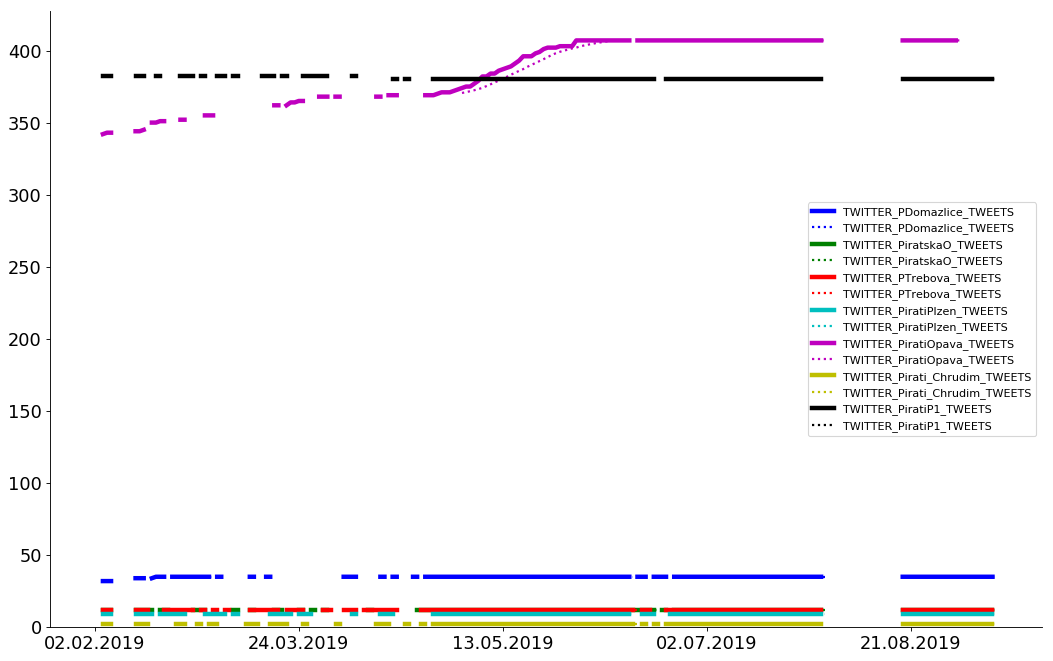 400
350
300
250
200
150
100
50
0
02.02.2019 24.03.2019 13.05.2019 02.07.2019 21.08.2019
TWITTER_PDomazlice_TWEETS
TWITTER_PDomazlice_TWEETS
TWITTER_PiratskaO_TWEETS
TWITTER_PiratskaO_TWEETS
TWITTER_PTrebova_TWEETS
TWITTER_PTrebova_TWEETS
TWITTER_PiratiPlzen_TWEETS
TWITTER_PiratiPlzen_TWEETS
TWITTER_PiratiOpava_TWEETS
TWITTER_PiratiOpava_TWEETS
TWITTER_Pirati_Chrudim_TWEETS
TWITTER_Pirati_Chrudim_TWEETS
TWITTER_PiratiP1_TWEETS
TWITTER_PiratiP1_TWEETS